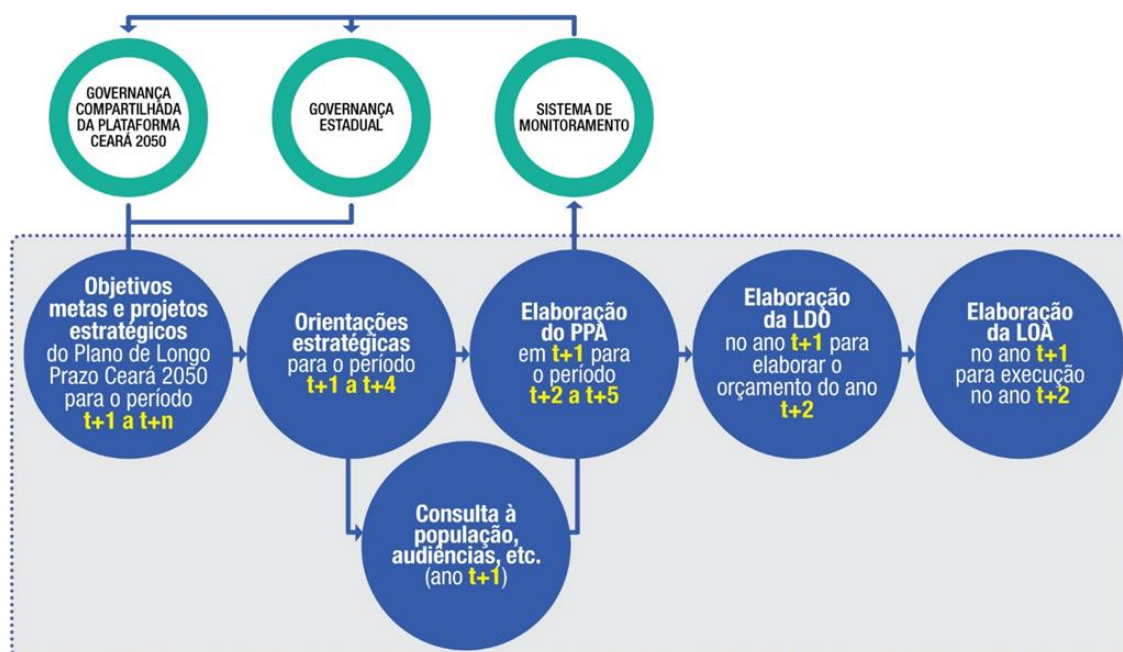 GOVERNANÇA
COMPARTILHADA
DA PLATAFORMA
CEARÁ 2050
GOVERNANÇA
ESTADUAL
SISTEMA DE
MONITORAMENTO
Objetivos
metas e projetos
estratégicos
do Plano de Longo
Prazo Ceará 2050
para o período
t+1 a t+n
Orientações
estratégicas
para o período
t+1 a t+4
Elaboração
do PPA
em t+1 para
o período
t+2 a t+5
Elaboração
da LDO
no ano t+1 para
elaborar o
orçamento do ano
t+2
Elaboração
da LOA
no ano t+1
para execução
no ano t+2
Consulta à
população,
audiências, etc.
(ano t+1)